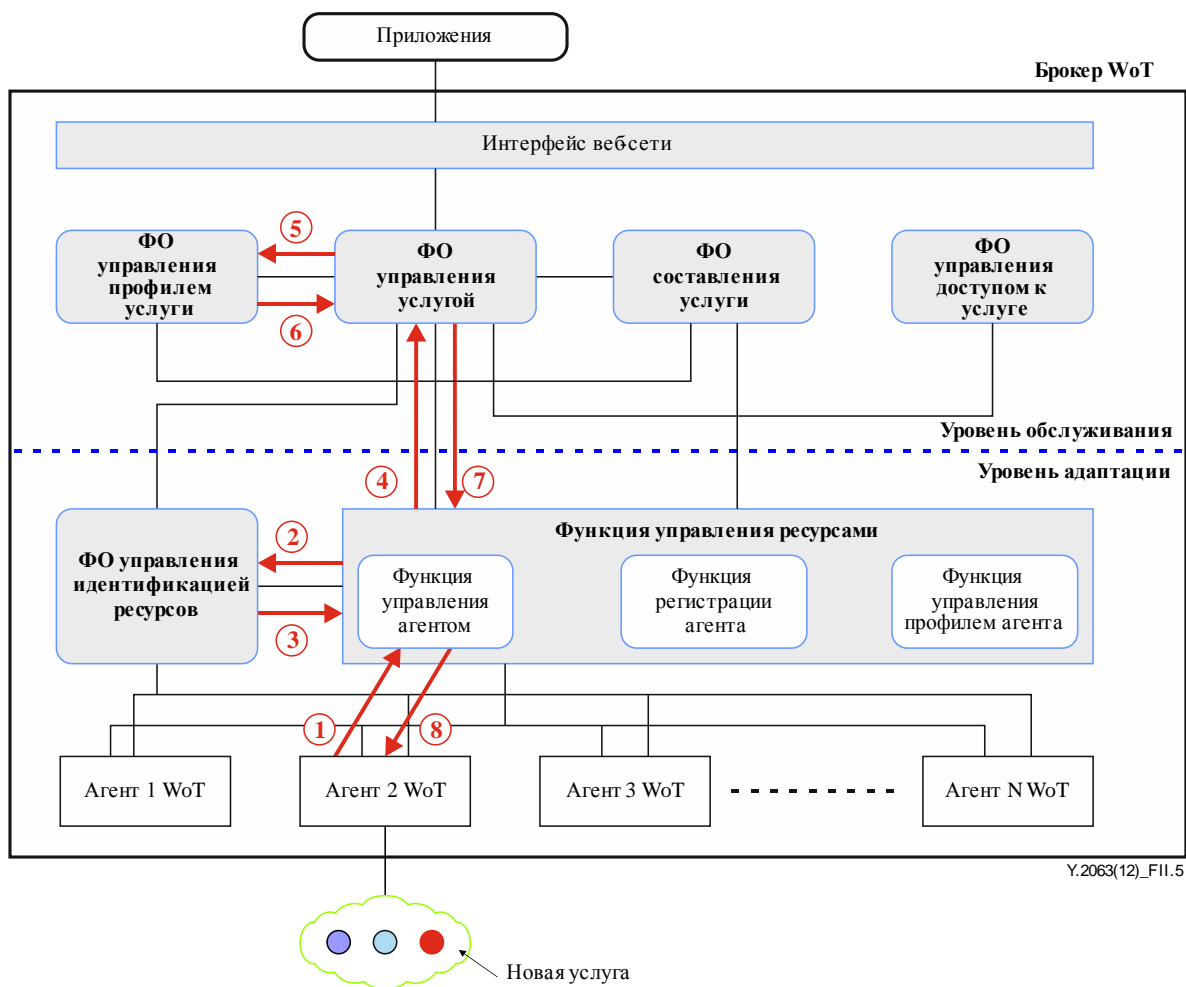 Приложения
Брокер WoT
Интерфейс веб-сети
5
ФО
управления
профилем
услуги
ФО
управления
услугой
ФО
составления
услуги
ФО
управления
доступом к
услуге
6
Уровень обслуживания
4
7
Уровень адаптации
ФО управления
идентификацией
ресурсов
2
3
Функция управления ресурсами
Функция
управления
агентом
Функция
регистрации
агента
Функция
управления
профилем агента
1
8
Агент 1 WoT
Агент 2 WoT
Агент 3 WoT
Агент N WoT
Y.2063(12)_FII.5
Новая услуга